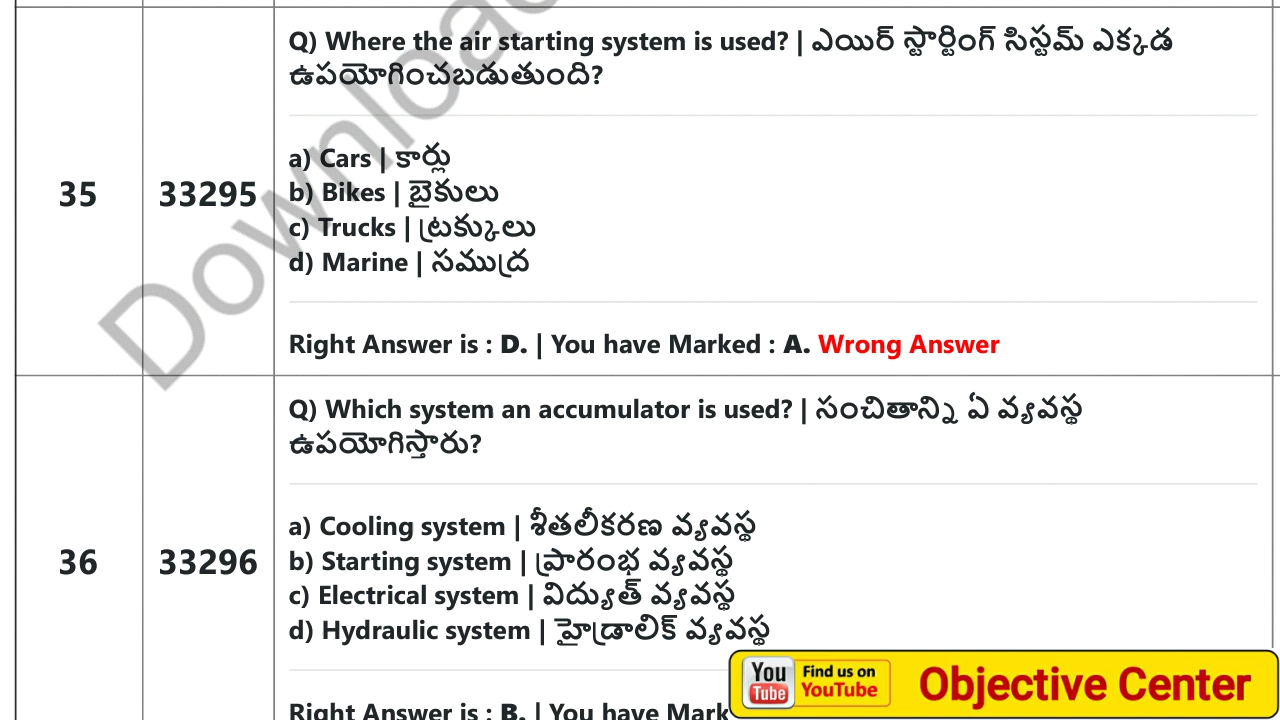 Q) Where the air starting system is used? | ఎయిర్ స్టార్టింగ్ సిస్టమ్ ఎక్కడ
ఉపయోగించబడుతుంది?
35
33295
a) Cars | కార్లు
b) Bikes | బైకులు
c) Trucks | ట్రక్కులు
d) Marine | సముద్ర
Right Answer is : D. | You have Marked : A. Wrong Answer
Q) Which system an accumulator is used? | సంచితాన్ని ఏ వ్యవస్థ
ఉపయోగిస్తారు?
36
33296
a) Cooling system | శీతలీకరణ వ్యవస్థ
b) Starting system | ప్రారంభ వ్యవస్థ
c) Electrical system | విద్యుత్ వ్యవస్థ
d) Hydraulic system | హైడ్రాలిక్ వ్యవస్థ
Right Answer is : B. | You have Mark
You Tube
Find us on
YouTube
Objective Center